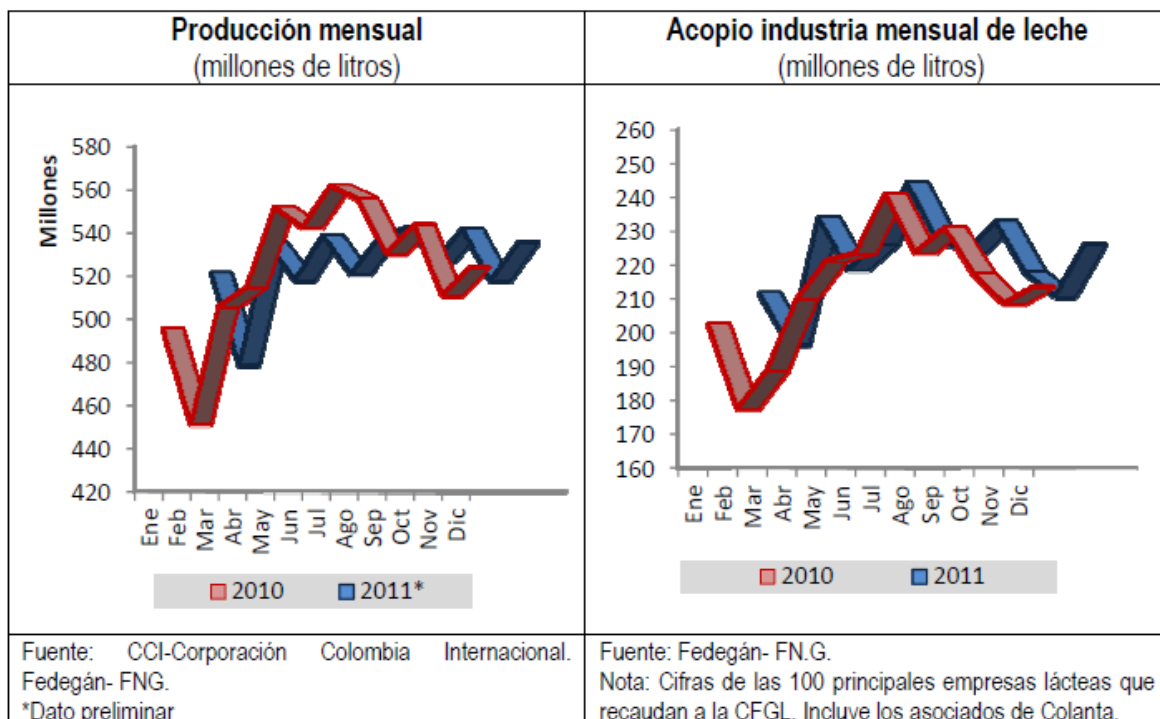 Producción mensual
(millones de litros)
Millones
580
560
540
520
500
480
460
440
420
Ene
Feb
Mar
Abr
May
Jun
Jul
Ago
Sep
Oct
Nov
Dic
2010 2011*
Fuente: CCI-Corporación Colombia Internacional.
Fedegán- FNG.
*Dato preliminar
Acopio industria mensual de leche
(millones de litros)
260
250
240
230
220
210
200
190
180
170
160
Ene
Feb
Mar
Abr
May
Jun
Jul
Ago
Sep
Oct
Nov
Dic
2010 2011
Fuente: Fedegán- FN.G.
Nota: Cifras de las 100 principales empresas lácteas que
recaudan a la CFGL. Incluye los asociados de Colanta.